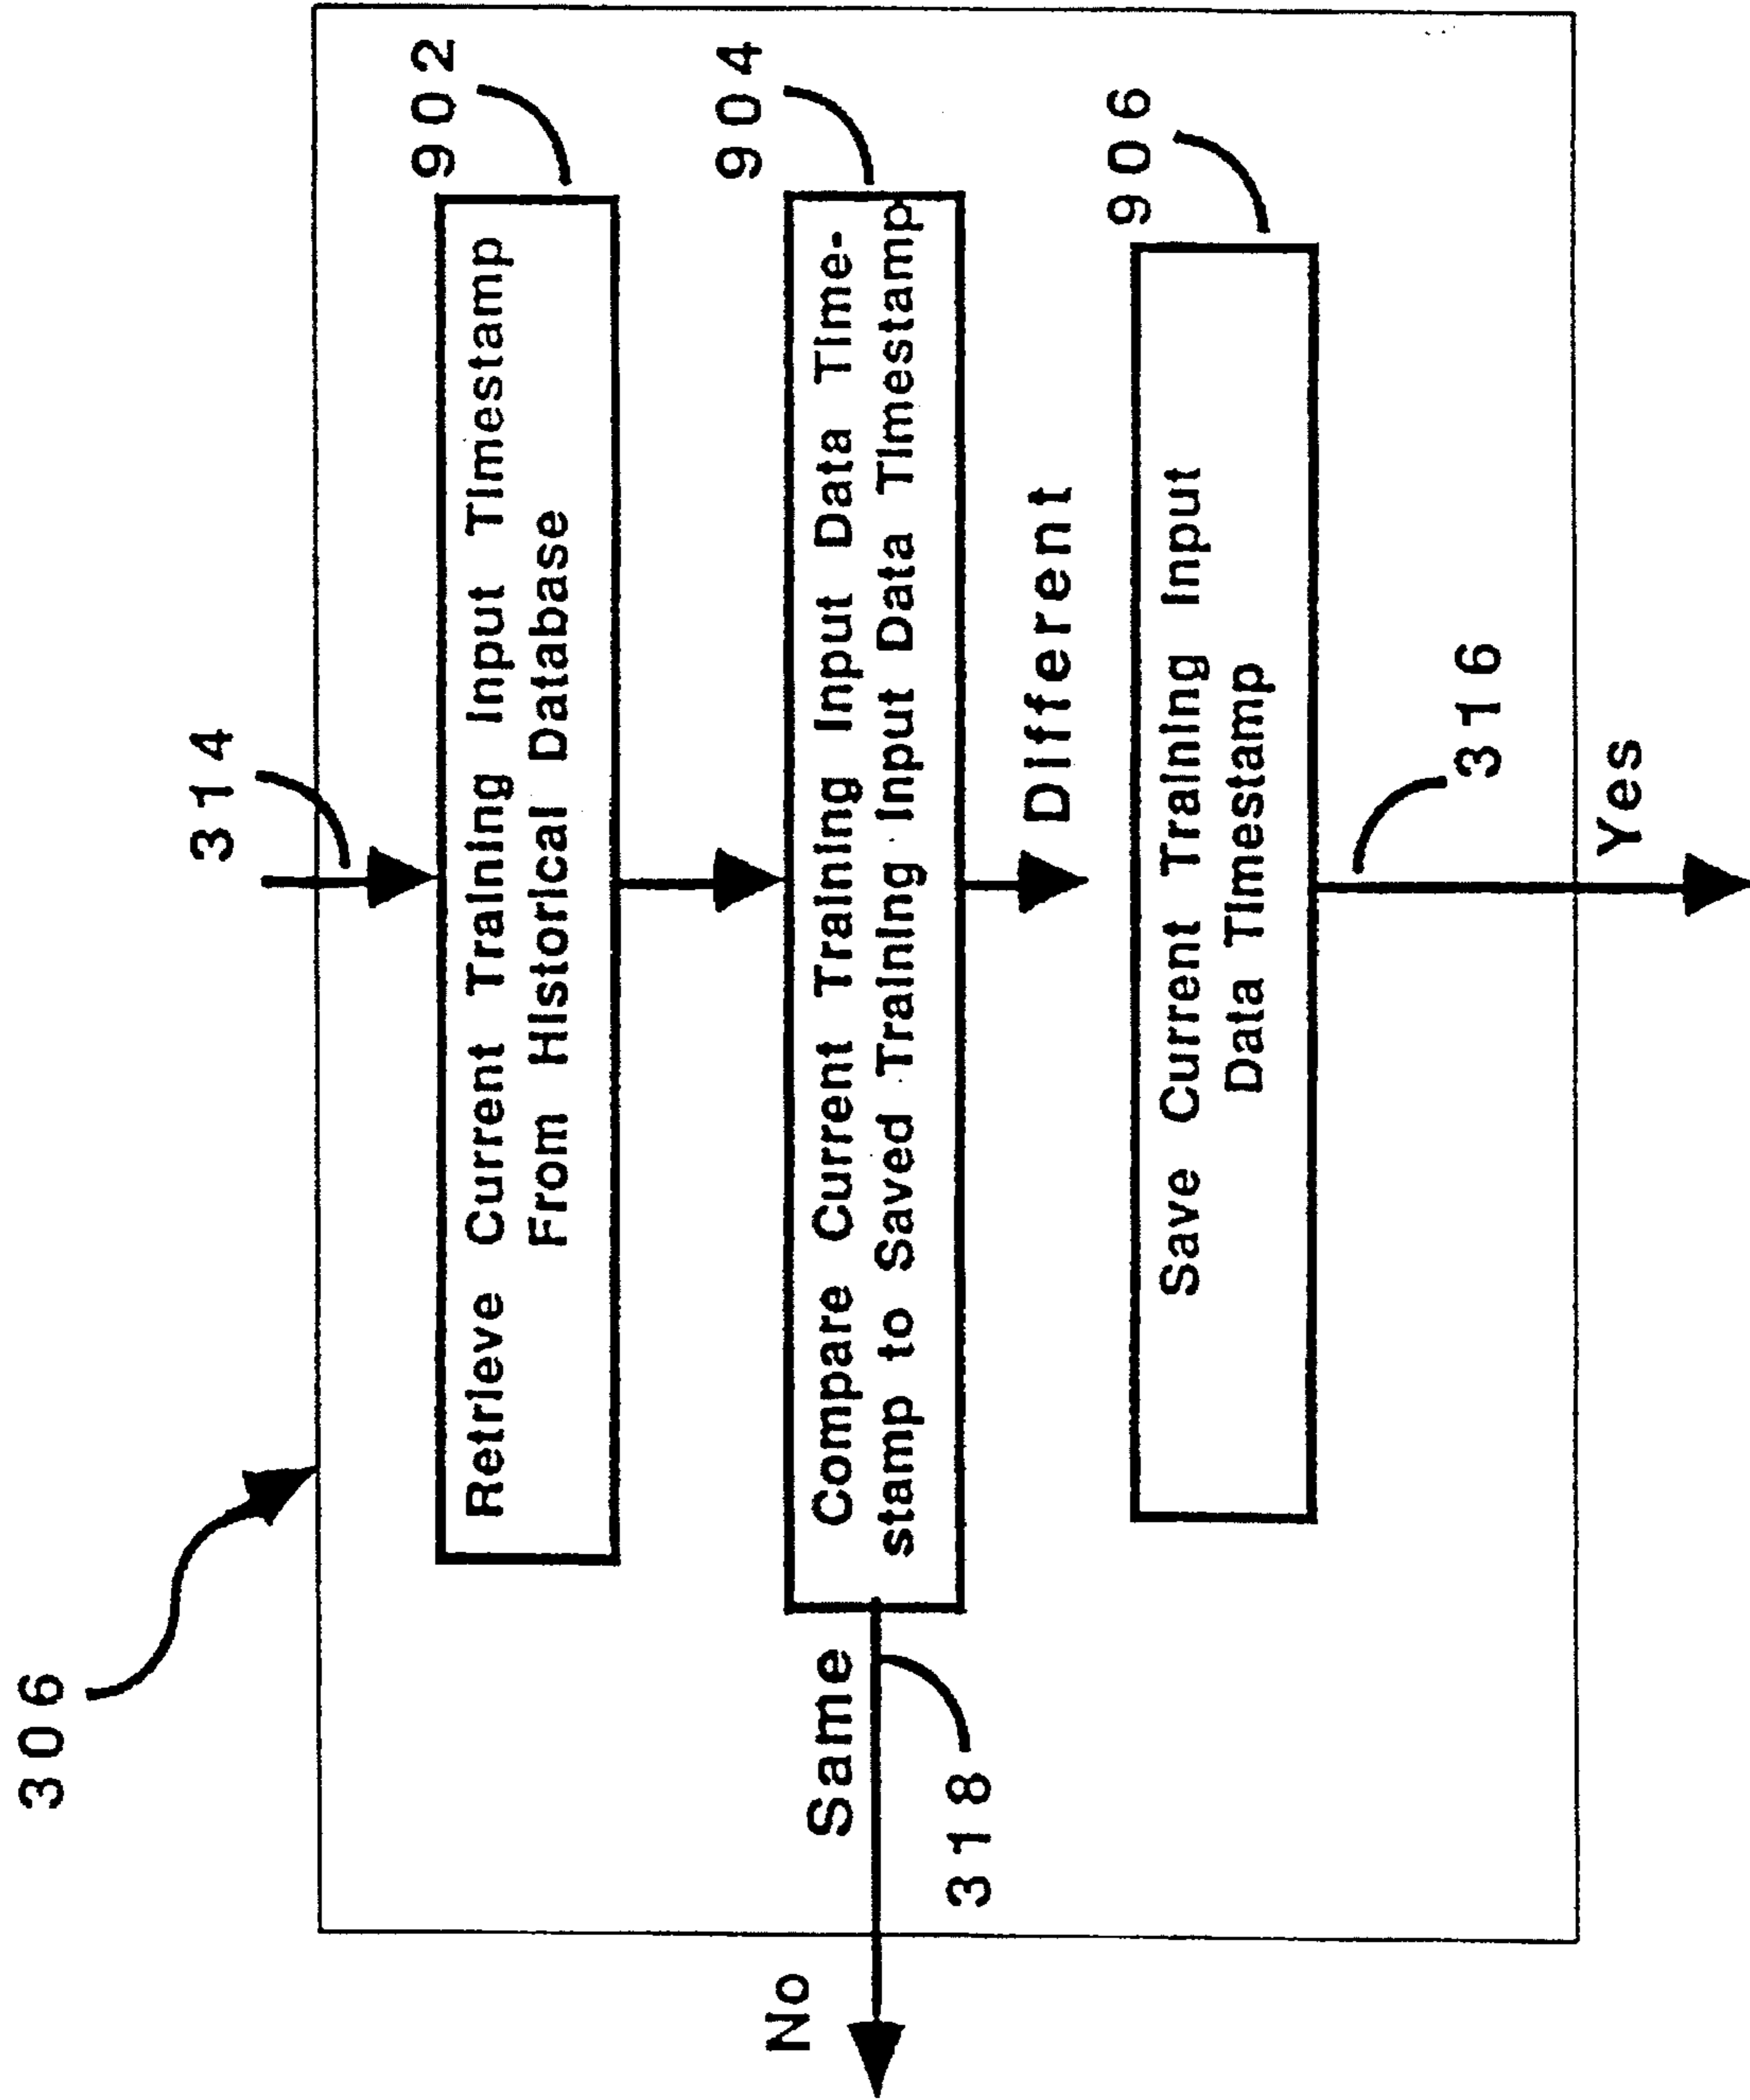 306
314
902
Retrieve Current Training Input Timestamp
From Historical Database
904
Compare Current Training Input Data Time-
stamp to Saved Training Input Data Timestamp
Same
No
318
Different
906
Save Current Training Input
Data Timestamp
316
Yes